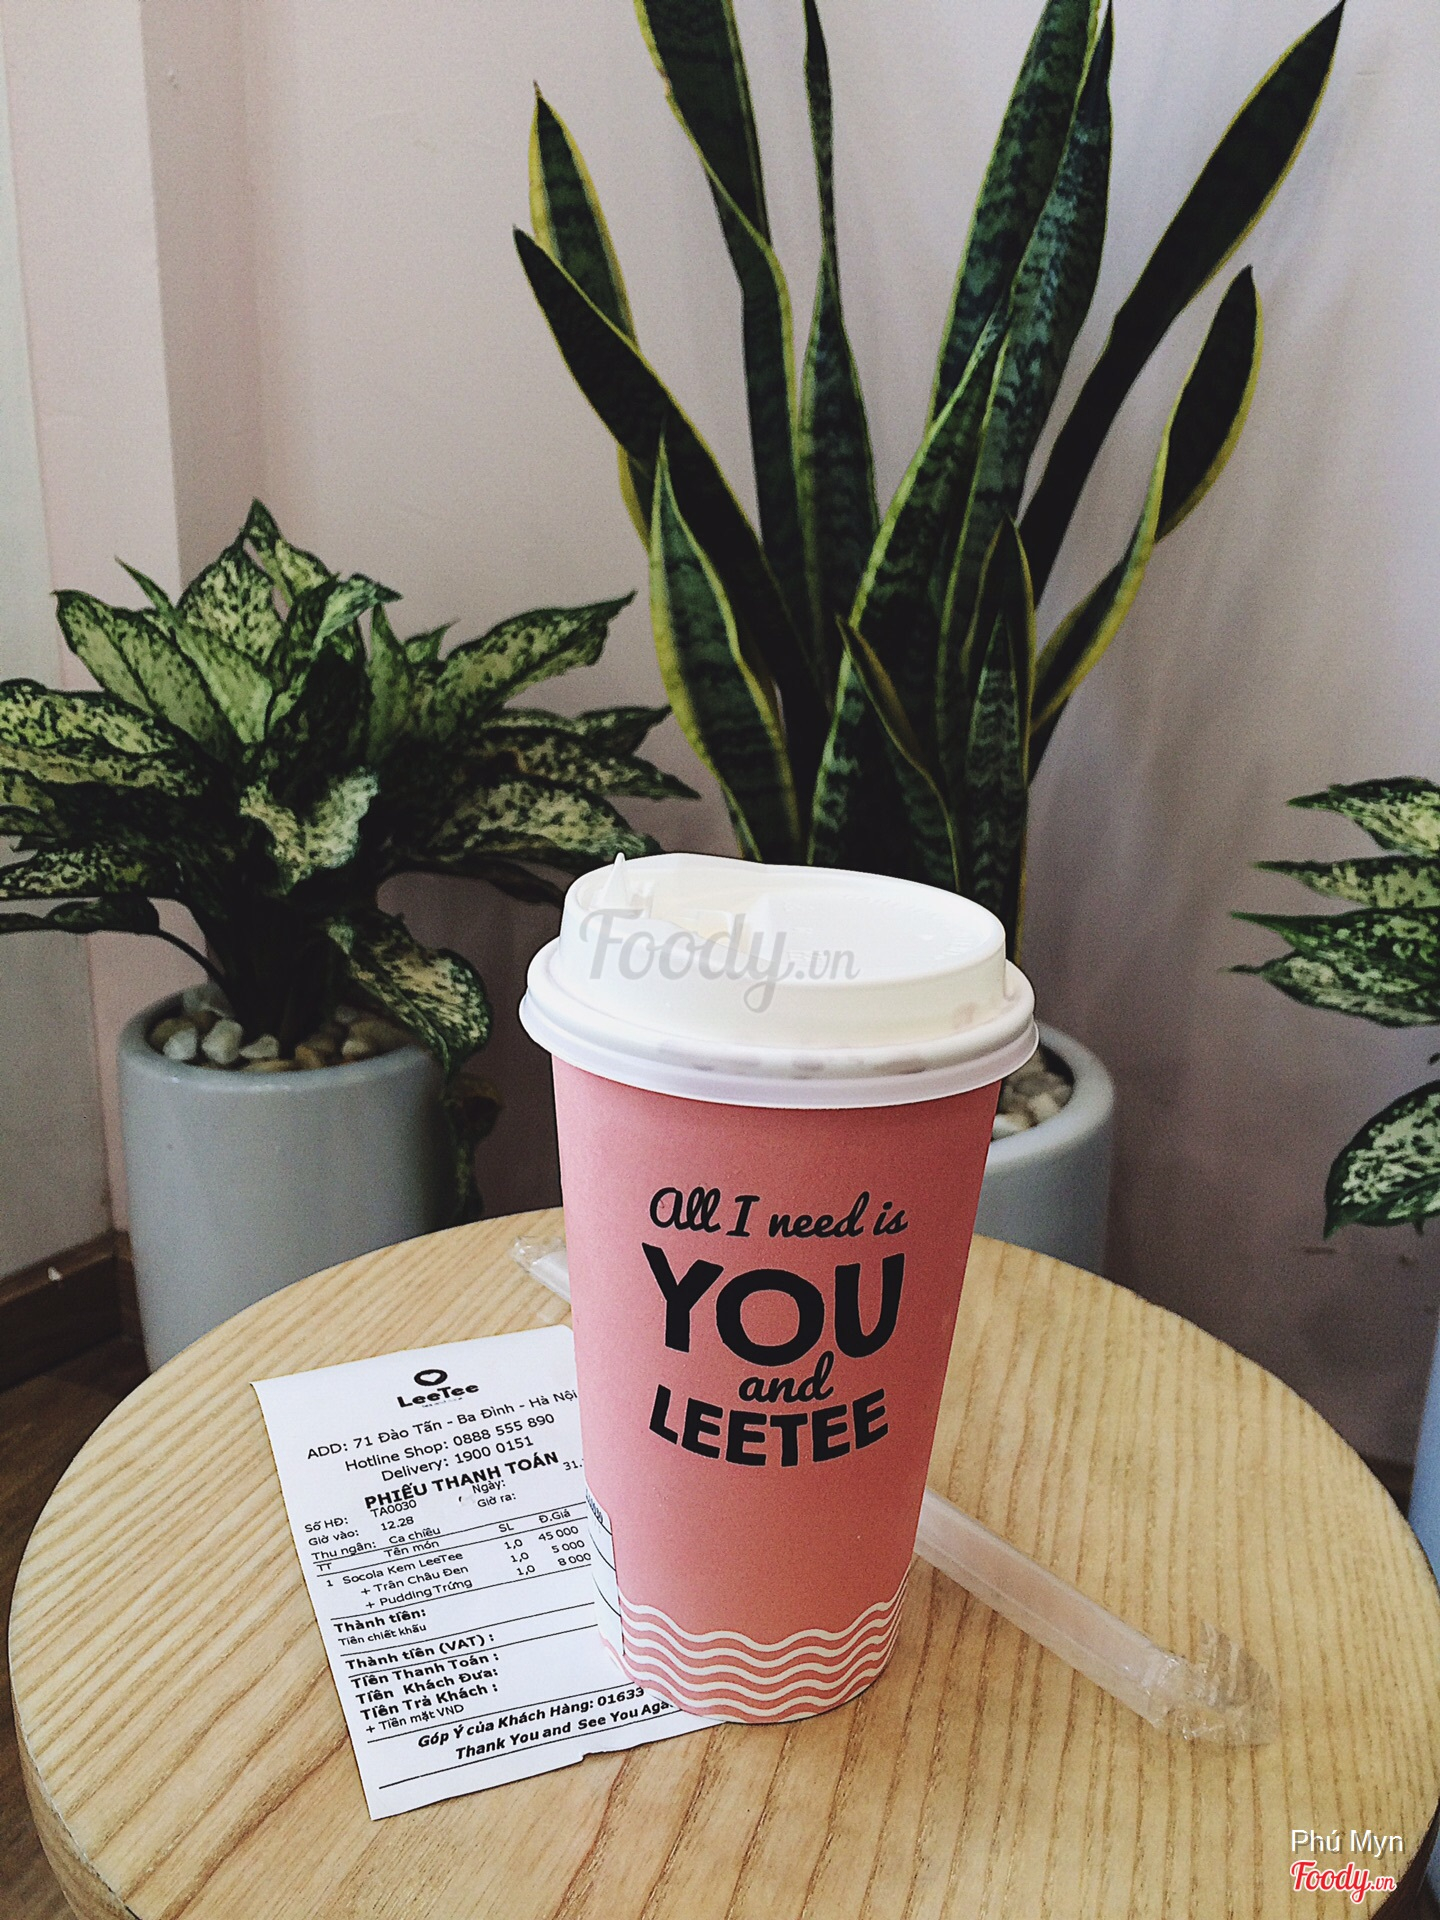 Foody.vn
All I need is
YOU
and
LEETEE
LeeTee
ADD: 71 Đào Tấn - Ba Đình - Hà Nội
Hotline Shop: 0888 555 890
Delivery: 1900 0151
PHIẾU THANH TOÁN
Số HĐ: TA0030 Ngày: 31.
Giờ vào: 12.28 Giờ ra:
Thu ngân: Ca chiều
TT Tên món SL Đ.Giá
1 Socola Kem LeeTee 1,0 45 000
+ Trân Châu Đen 1,0 5 000
+ Pudding Trứng 1,0 8 000
Thành tiền:
Tiền chiết khấu
Thành tiền (VAT) :
Tiền Thanh Toán :
Tiền Khách Đưa:
Tiền Trả Khách :
+ Tiền mặt VND
Góp Ý của Khách Hàng: 01633
Thank You and See You Aga
Phú Myn
Foody.vn